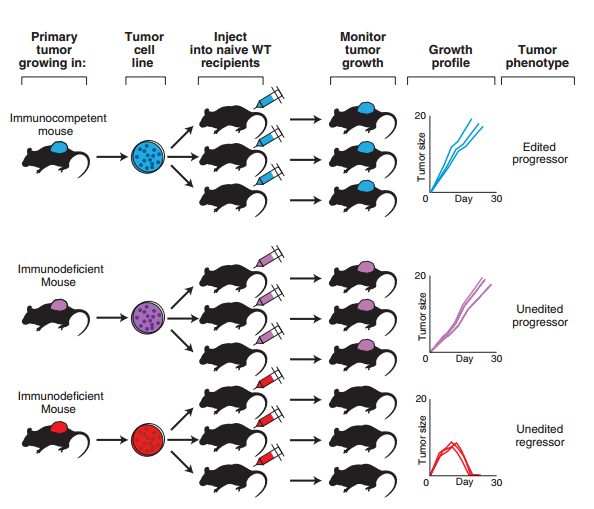 Primary
tumor
growing in:
Tumor
cell
line
Inject
into naive WT
recipients
Monitor
tumor
growth
Growth
profile
Tumor
phenotype
Immunocompetent
mouse
20
Tumor size
0
Day
30
Edited
progressor
Immunodeficient
Mouse
20
Tumor size
0
Day
30
Unedited
progressor
Immunodeficient
Mouse
20
Tumor size
0
Day
30
Unedited
regressor